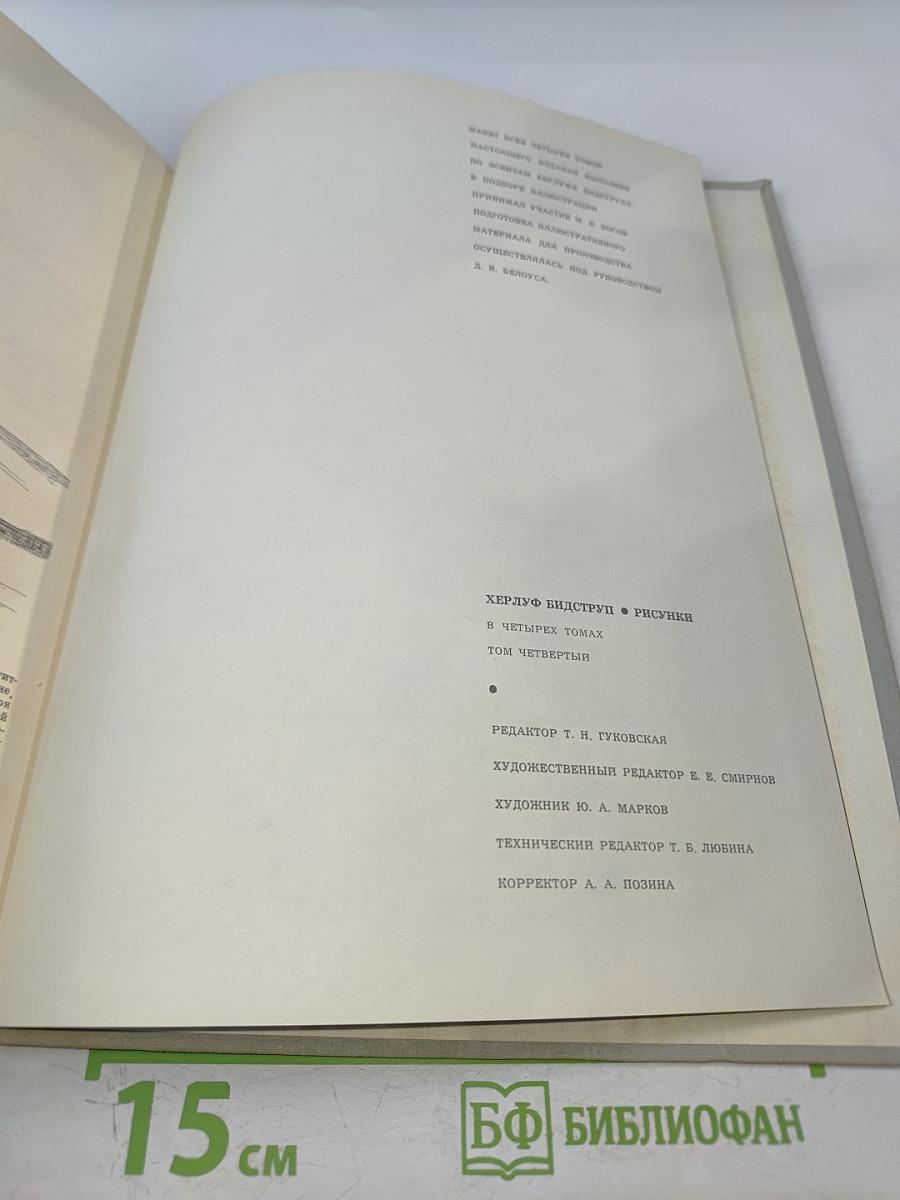 МАКЕТ ВСЕХ ЧЕТЫРЕХ ТОМОВ
НАСТОЯЩЕГО ИЗДАНИЯ ВЫПОЛНЕН
ПО ЭСКИЗАМ ХЕРЛУФА БИДСТРУПА.
В ПОДБОРЕ ИЛЛЮСТРАЦИЙ
ПРИНИМАЛ УЧАСТИЕ М. В. КОСОВ
ПОДГОТОВКА ИЛЛЮСТРАТИВНОГО
МАТЕРИАЛА ДЛЯ ПРОИЗВОДСТВА
ОСУЩЕСТВЛЯЛАСЬ ПОД РУКОВОДСТВОМ
Д. Б. БЕЛОУСА.
ХЕРЛУФ БИДСТРУП ● РИСУНКИ
В ЧЕТЫРЕХ ТОМАХ
ТОМ ЧЕТВЕРТЫЙ
●
РЕДАКТОР Т. Н. ГУКОВСКАЯ
ХУДОЖЕСТВЕННЫЙ РЕДАКТОР Е. Е. СМИРНОВ
ХУДОЖНИК Ю. А. МАРКОВ
ТЕХНИЧЕСКИЙ РЕДАКТОР Т. Б. ЛЮБИНА
КОРРЕКТОР А. А. ПОЗИНА
15 см
БФ БИБЛИОФАН